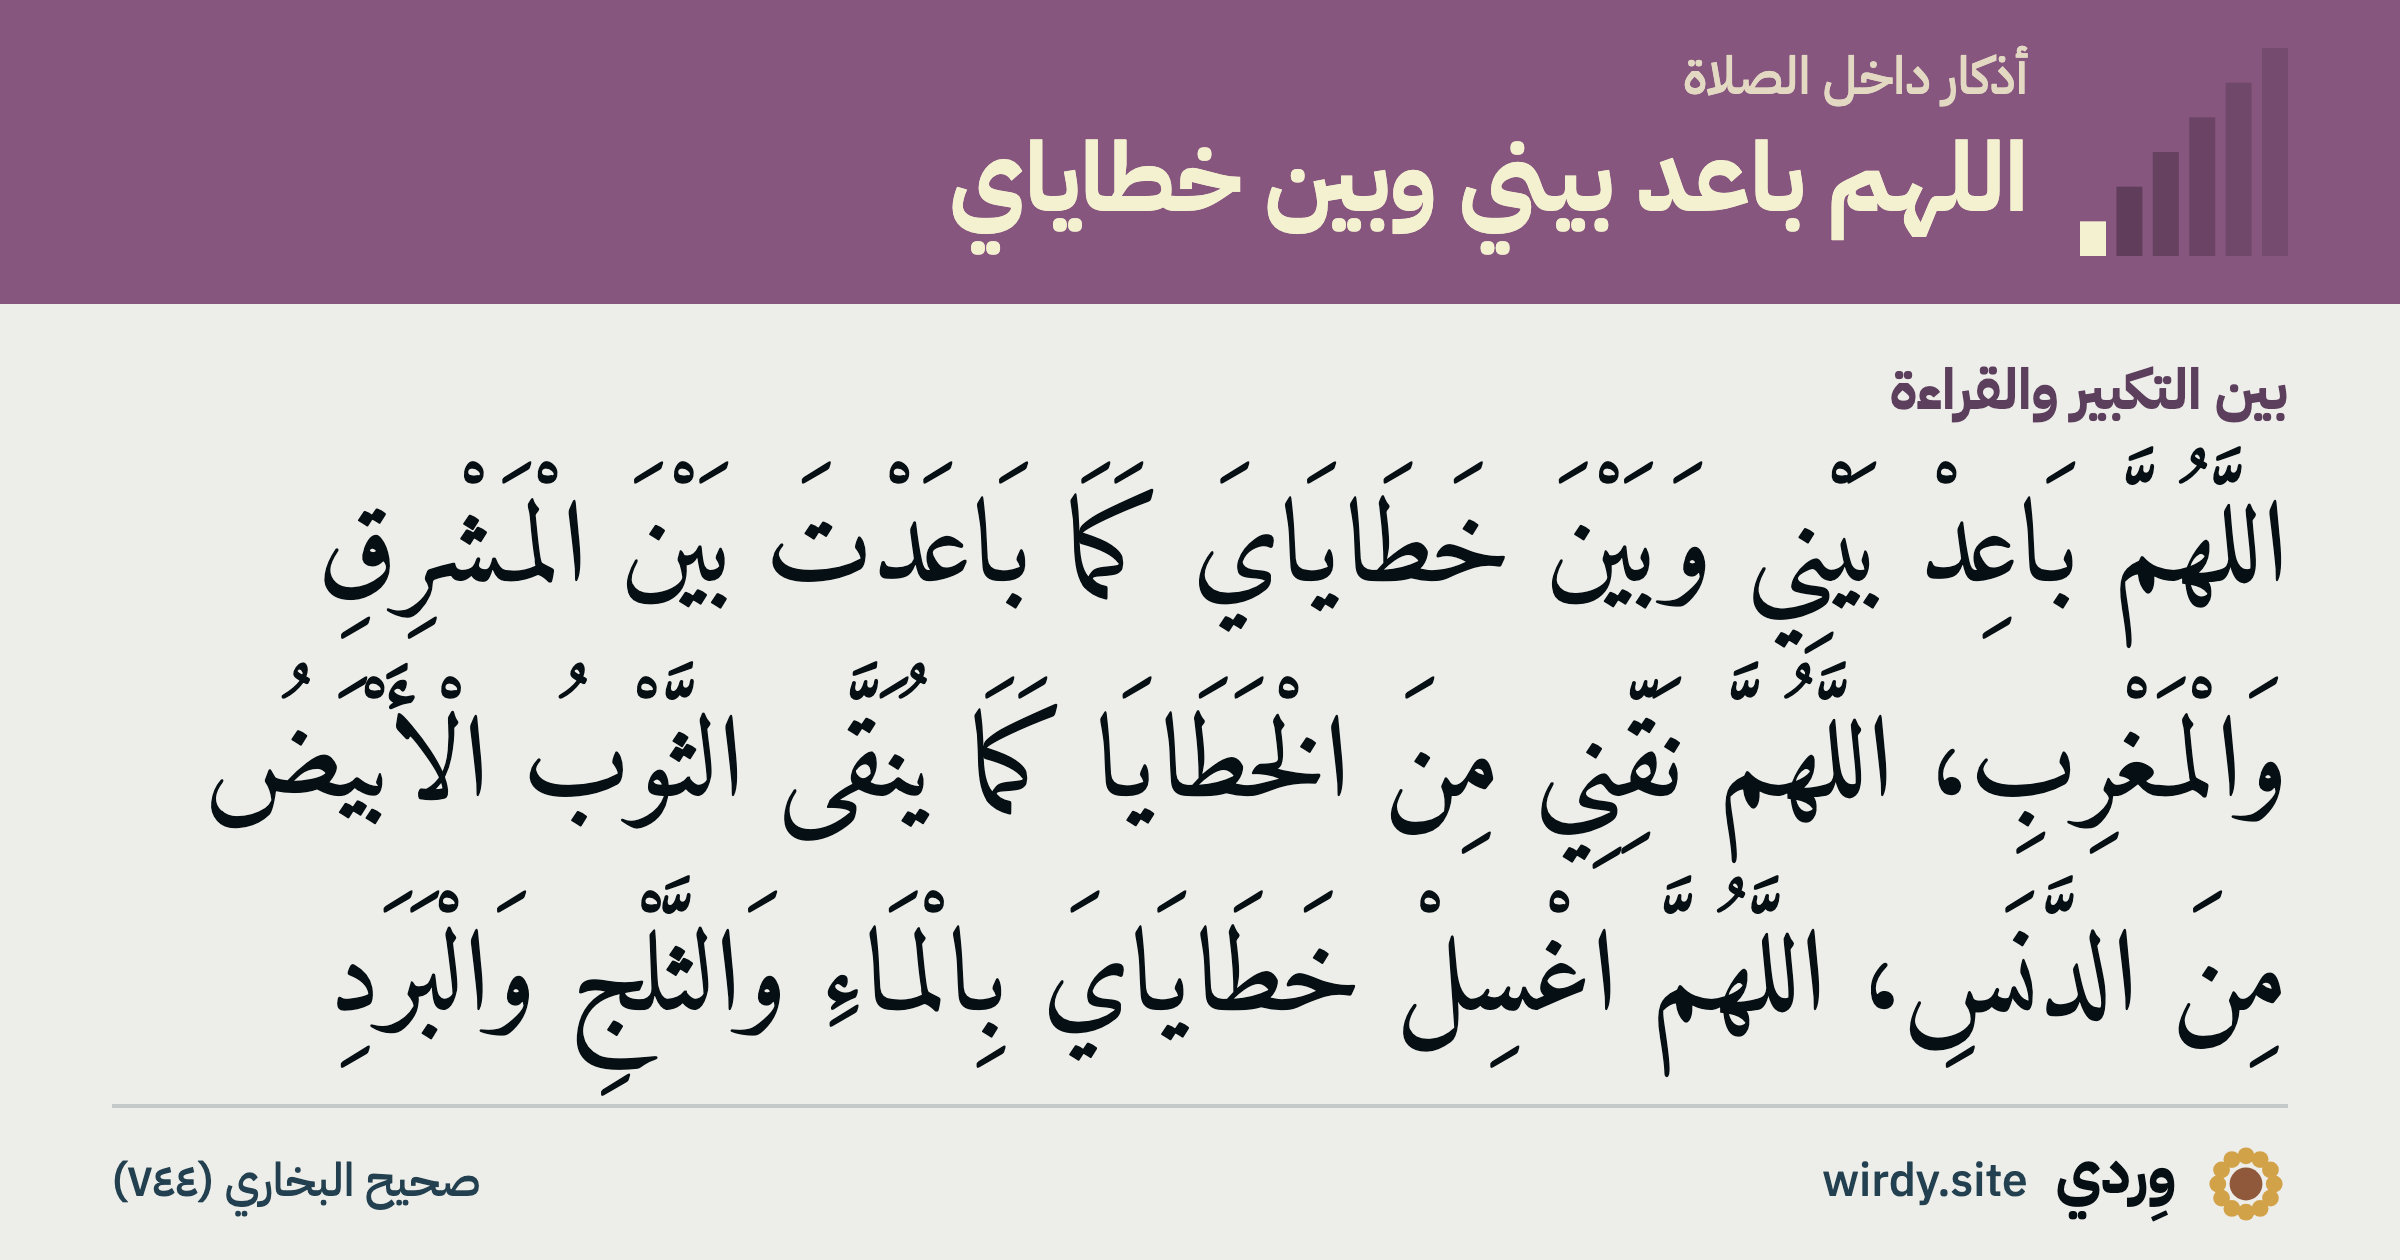 أذكار داخل الصلاة
اللهم باعد بيني وبين خطاياي
بين التكبير والقراءة
اللَّهُمَّ بَاعِدْ بَيْنِي وَبَيْنَ خَطَايَايَ كَمَا بَاعَدْتَ بَيْنَ الْمَشْرِقِ
وَالْمَغْرِبِ، اللَّهُمَّ نَقِّنِي مِنَ الْخَطَايَا كَمَا يُنَقَّى الثَّوْبُ الْأَبْيَضُ
مِنَ الدَّنَسِ، اللَّهُمَّ اغْسِلْ خَطَايَايَ بِالْمَاءِ وَالثَّلْجِ وَالْبَرَدِ
وِردي wirdy.site
صحيح البخاري (٧٤٤)